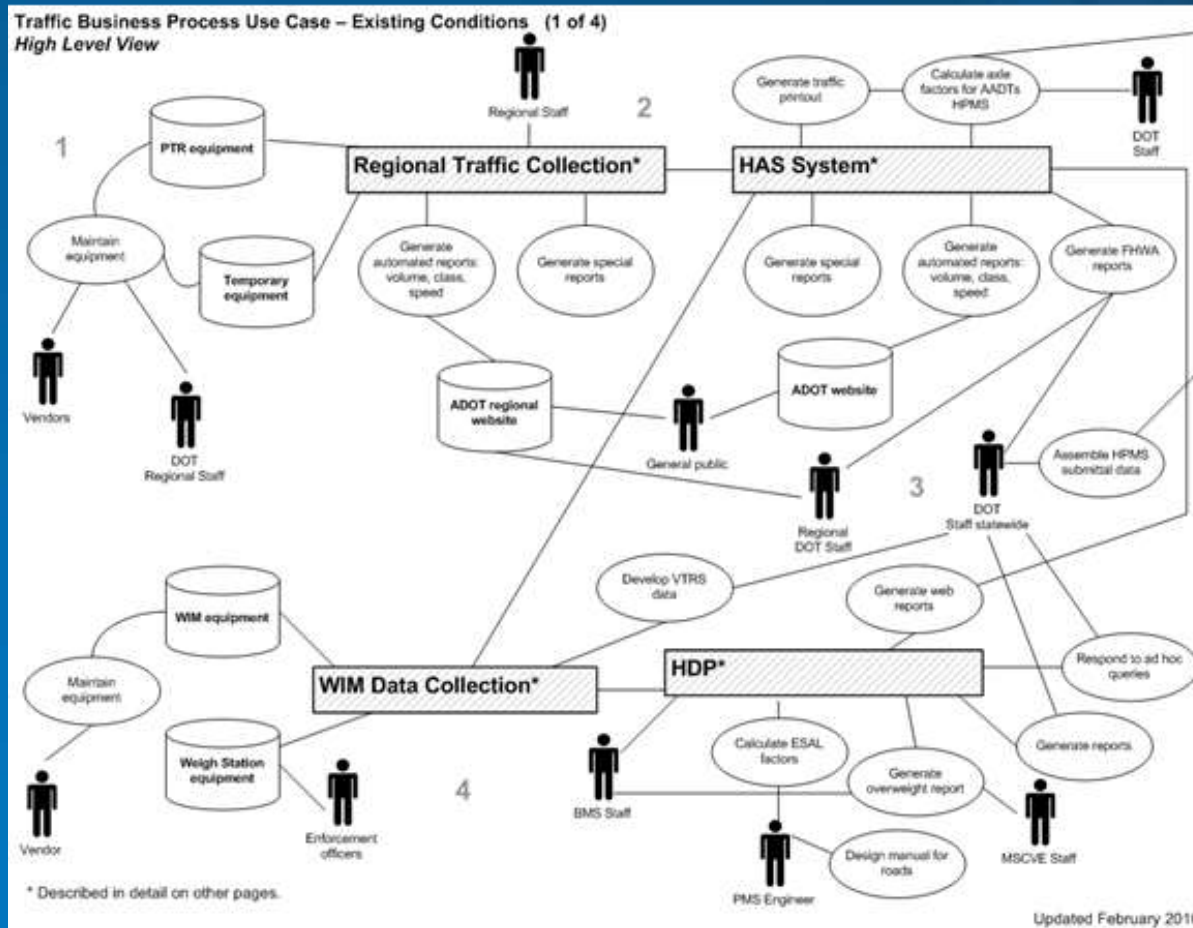 Traffic Business Process Use Case – Existing Conditions (1 of 4)
High Level View
Regional Staff
Generate traffic
printout
Calculate axle
factors for AADTs
HPMS
DOT
Staff
1
2
PTR equipment
Regional Traffic Collection*
HAS System*
Maintain
equipment
Temporary
equipment
Generate
automated reports:
volume, class,
speed
Generate special
reports
Generate special
reports
Generate
automated reports:
volume, class,
speed
Generate FHWA
reports
Vendors
DOT
Regional Staff
ADOT regional
website
General public
ADOT website
Regional
DOT Staff
3
DOT
Staff statewide
Assemble HPMS
submittal data
Develop VTRS
data
Generate web
reports
WIM equipment
Maintain
equipment
WIM Data Collection*
HDP*
Respond to ad hoc
queries
Weigh Station
equipment
Calculate ESAL
factors
Generate reports
Generate
overweight report
4
Vendor
Enforcement
officers
BMS Staff
MSCVE Staff
PMS Engineer
Design manual for
roads
* Described in detail on other pages.
Updated February 2010